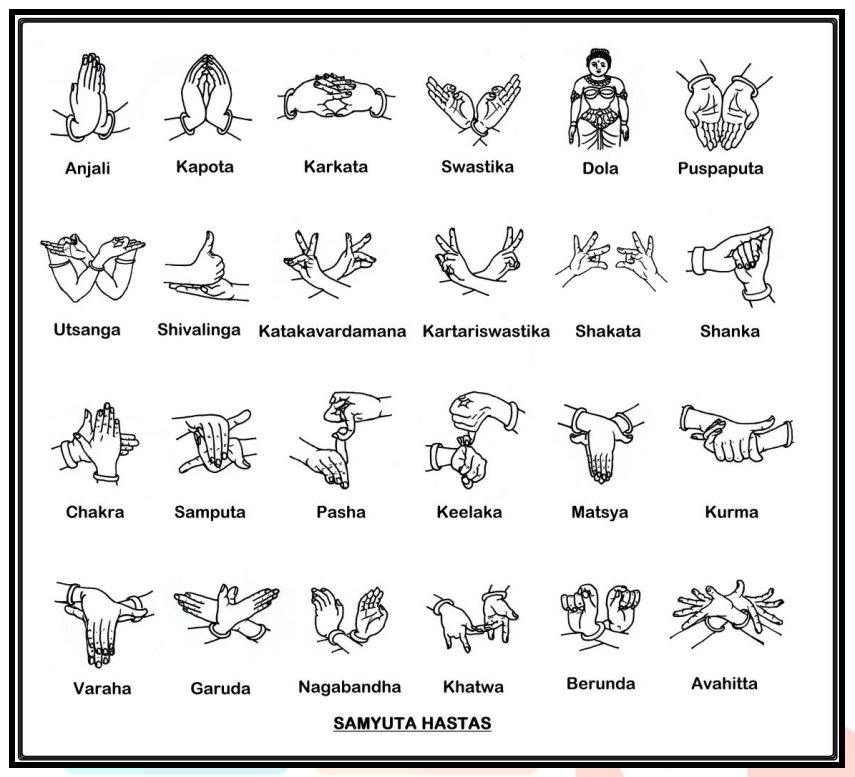 Anjali Kapota Karkata Swastika Dola Puspaputa
Utsanga Shivalinga Katakavardamana Kartariswastika Shakata Shanka
Chakra Samputa Pasha Keelaka Matsya Kurma
Varaha Garuda Nagabandha Khatwa Berunda Avahitta
SAMYUTA HASTAS